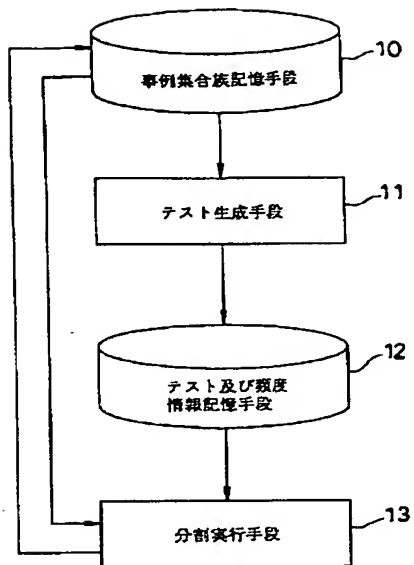 10
事例集合族記憶手段
11
テスト生成手段
12
テスト及び頻度
情報記憶手段
13
分割実行手段